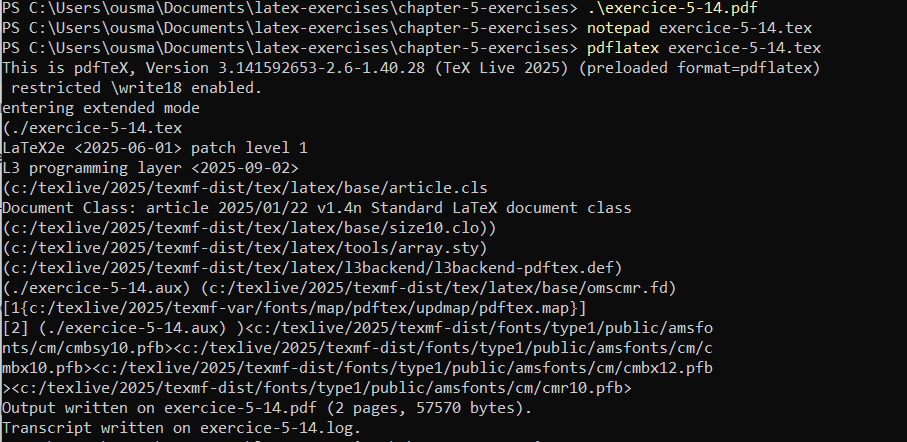 PS C:\Users\ousma\Documents\latex-exercises\chapter-5-exercises> .\exercice-5-14.pdf
PS C:\Users\ousma\Documents\latex-exercises\chapter-5-exercises> notepad exercice-5-14.tex
PS C:\Users\ousma\Documents\latex-exercises\chapter-5-exercises> pdflatex exercice-5-14.tex
This is pdfTeX, Version 3.141592653-2.6-1.40.28 (TeX Live 2025) (preloaded format=pdflatex)
 restricted \write18 enabled.
entering extended mode
(./exercice-5-14.tex
LaTeX2e <2025-06-01> patch level 1
L3 programming layer <2025-09-02>
(c:/texlive/2025/texmf-dist/tex/latex/base/article.cls
Document Class: article 2025/01/22 v1.4n Standard LaTeX document class
(c:/texlive/2025/texmf-dist/tex/latex/base/size10.clo))
(c:/texlive/2025/texmf-dist/tex/latex/tools/array.sty)
(c:/texlive/2025/texmf-dist/tex/latex/l3backend/l3backend-pdftex.def)
(./exercice-5-14.aux) (c:/texlive/2025/texmf-dist/tex/latex/base/omscmr.fd)
[1{c:/texlive/2025/texmf-var/fonts/map/pdftex/updmap/pdftex.map}]
[2] (./exercice-5-14.aux) )<c:/texlive/2025/texmf-dist/fonts/type1/public/amsfo
nts/cm/cmbsy10.pfb><c:/texlive/2025/texmf-dist/fonts/type1/public/amsfonts/cm/c
mbx10.pfb><c:/texlive/2025/texmf-dist/fonts/type1/public/amsfonts/cm/cmbx12.pfb
><c:/texlive/2025/texmf-dist/fonts/type1/public/amsfonts/cm/cmr10.pfb>
Output written on exercice-5-14.pdf (2 pages, 57570 bytes).
Transcript written on exercice-5-14.log.